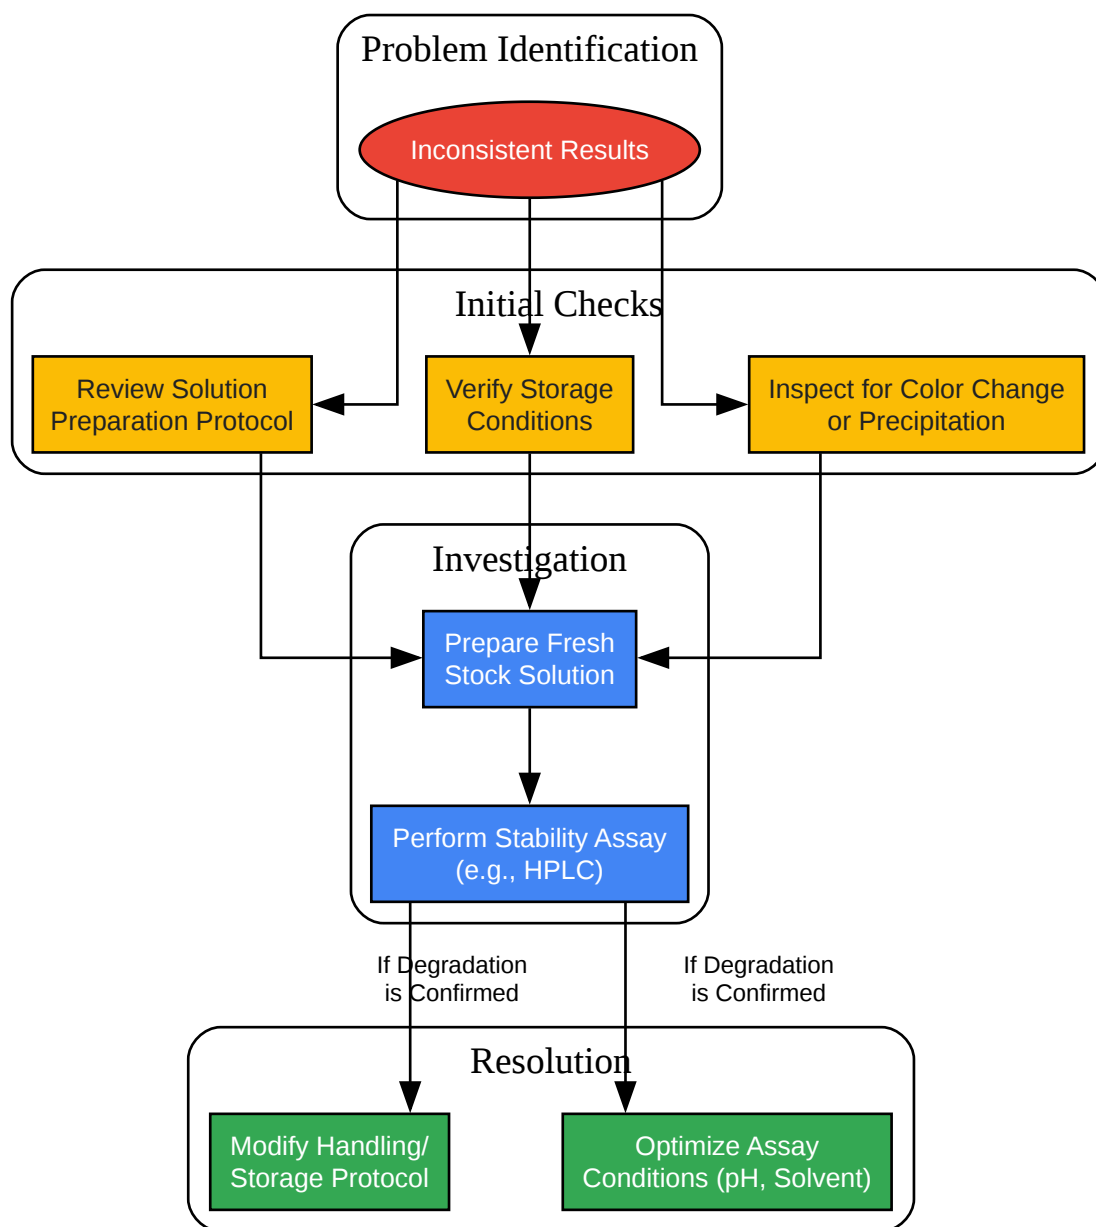 Problem Identification
Inconsistent Results
Initial Checks
Review Solution
Preparation Protocol
Verify Storage
Conditions
Inspect for Color Change
or Precipitation
Investigation
Prepare Fresh
Stock Solution
Perform Stability Assay
(e.g., HPLC)
If Degradation
is Confirmed
If Degradation
is Confirmed
Resolution
Modify Handling/
Storage Protocol
Optimize Assay
Conditions (pH, Solvent)